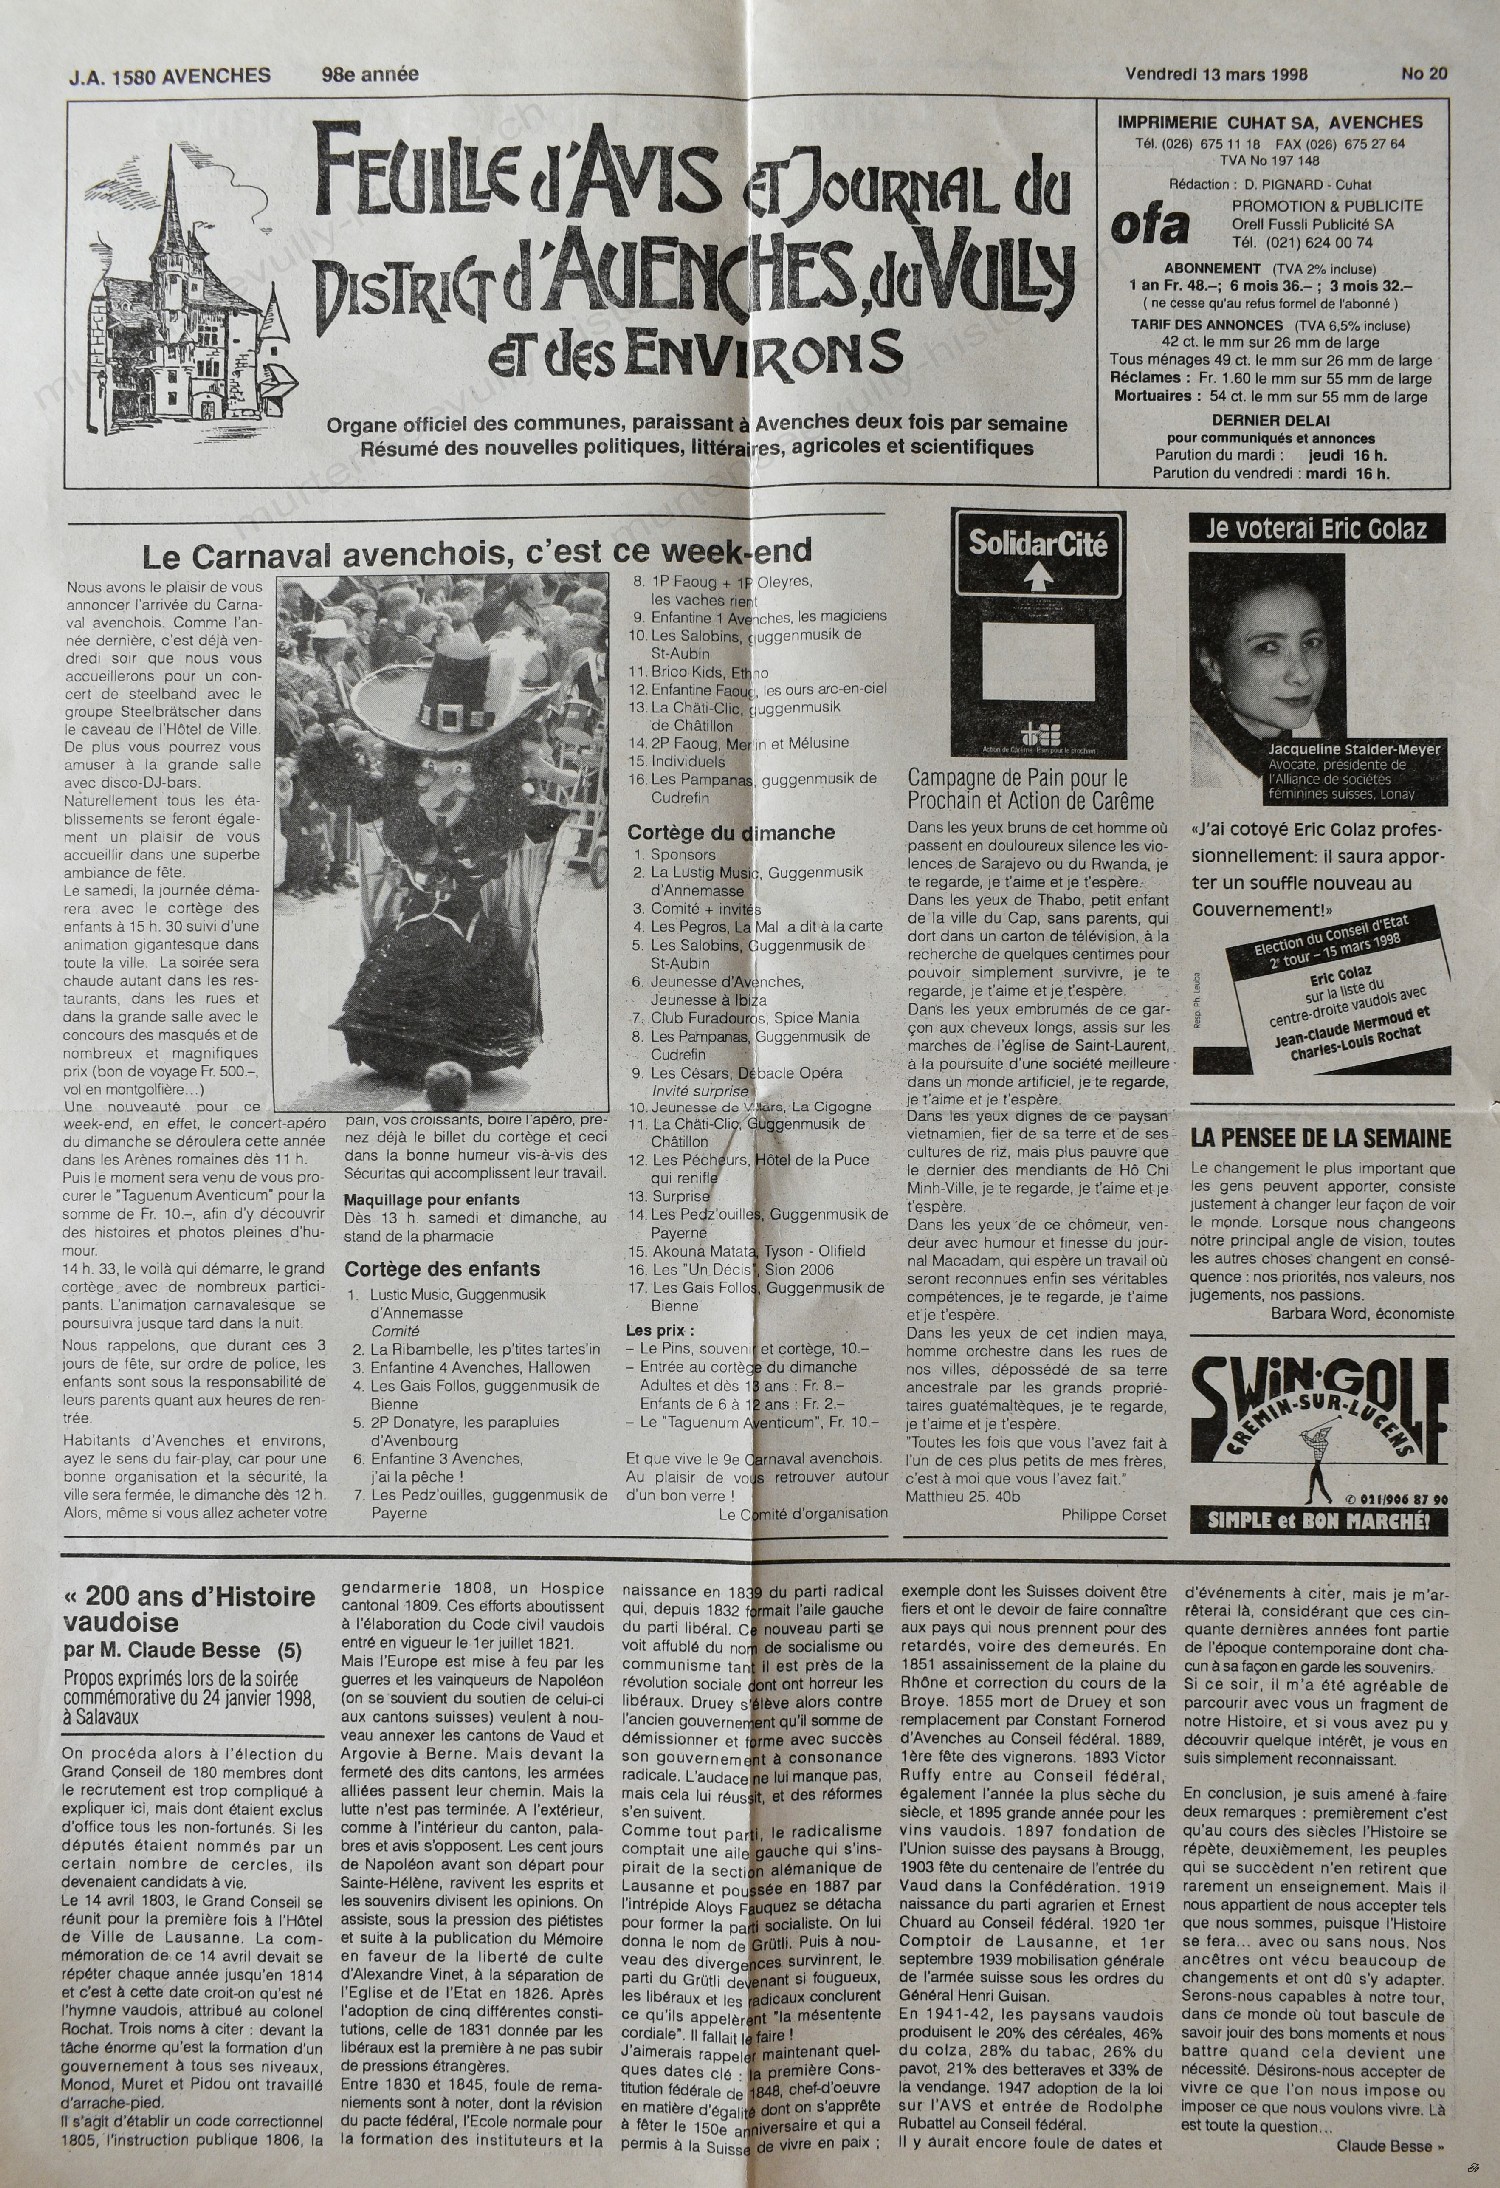 J.A. 1580 AVENCHES 98e année Vendredi 13 mars 1998 No 20
FEUILLE d'AVIS ET JOURNAL du
DISTRICT d'AVENCHES, du VULLY
ET des ENVIRONS
Organe officiel des communes, paraissant à Avenches deux fois par semaine
Résumé des nouvelles politiques, littéraires, agricoles et scientifiques
IMPRIMERIE CUHAT SA, AVENCHES
Tél. (026) 675 11 18 FAX (026) 675 27 64
TVA No 197 148
Rédaction : D. PIGNARD - Cuhat
ofa
PROMOTION & PUBLICITE
Orell Fussli Publicité SA
Tél. (021) 624 00 74
ABONNEMENT (TVA 2% incluse)
1 an Fr. 48.–; 6 mois 36.– ; 3 mois 32.–
( ne cesse qu'au refus formel de l'abonné )
TARIF DES ANNONCES (TVA 6,5% incluse)
42 ct. le mm sur 26 mm de large
Tous ménages 49 ct. le mm sur 26 mm de large
Réclames : Fr. 1.60 le mm sur 55 mm de large
Mortuaires : 54 ct. le mm sur 55 mm de large
DERNIER DELAI
pour communiqués et annonces
Parution du mardi : jeudi 16 h.
Parution du vendredi : mardi 16 h.
Le Carnaval avenchois, c'est ce week-end
Nous avons le plaisir de vous
annoncer l'arrivée du Carna-
val avenchois. Comme l'an-
née dernière, c'est déjà ven-
dredi soir que nous vous
accueillerons pour un con-
cert de steelband avec le
groupe Steelbrätscher dans
le caveau de l'Hôtel de Ville.
De plus vous pourrez vous
amuser à la grande salle
avec disco-DJ-bars.
Naturellement tous les éta-
blissements se feront égale-
ment un plaisir de vous
accueillir dans une superbe
ambiance de fête.
Le samedi, la journée déma-
rera avec le cortège des
enfants à 15 h. 30 suivi d'une
animation gigantesque dans
toute la ville. La soirée sera
chaude autant dans les res-
taurants, dans les rues et
dans la grande salle avec le
concours des masqués et de
nombreux et magnifiques
prix (bon de voyage Fr. 500.–,
vol en montgolfière...)
Une nouveauté pour ce
week-end, en effet, le concert-apéro
du dimanche se déroulera cette année
dans les Arènes romaines dès 11 h.
Puis le moment sera venu de vous pro-
curer le "Taguenum Aventicum" pour la
somme de Fr. 10.–, afin d'y découvrir
des histoires et photos pleines d'hu-
mour.
14 h. 33, le voilà qui démarre, le grand
cortège avec de nombreux partici-
pants. L'animation carnavalesque se
poursuivra jusque tard dans la nuit.
Nous rappelons, que durant ces 3
jours de fête, sur ordre de police, les
enfants sont sous la responsabilité de
leurs parents quant aux heures de ren-
trée.
Habitants d'Avenches et environs,
ayez le sens du fair-play, car pour une
bonne organisation et la sécurité, la
ville sera fermée, le dimanche dès 12 h.
Alors, même si vous allez acheter votre
pain, vos croissants, boire l'apéro, pre-
nez déjà le billet du cortège et ceci
dans la bonne humeur vis-à-vis des
Sécuritas qui accomplissent leur travail.
Maquillage pour enfants
Dès 13 h. samedi et dimanche, au
stand de la pharmacie
Cortège des enfants
1. Lustic Music, Guggenmusik
d'Annemasse
Comité
2. La Ribambelle, les p'tites tartes'in
3. Enfantine 4 Avenches, Hallowen
4. Les Gais Follos, guggenmusik de
Bienne
5. 2P Donatyre, les parapluies
d'Avenbourg
6. Enfantine 3 Avenches,
j'ai la pêche !
7. Les Pedz'ouilles, guggenmusik de
Payerne
8. 1P Faoug + 1P Oleyres,
les vaches rient
9. Enfantine 1 Avenches, les magiciens
10. Les Salobins, guggenmusik de
St-Aubin
11. Brico Kids, Ethno
12. Enfantine Faoug, les ours arc-en-ciel
13. La Châti-Clic, guggenmusik
de Châtillon
14. 2P Faoug, Merlin et Mélusine
15. Individuels
16. Les Pampanas, guggenmusik de
Cudrefin
Cortège du dimanche
1. Sponsors
2. La Lustig Music, Guggenmusik
d'Annemasse
3. Comité + invités
4. Les Pegros, La Mal a dit à la carte
5. Les Salobins, Guggenmusik de
St-Aubin
6. Jeunesse d'Avenches,
Jeunesse à Ibiza
7. Club Furadouros, Spice Mania
8. Les Pampanas, Guggenmusik de
Cudrefin
9. Les Césars, Débacle Opéra
Invité surprise
10. Jeunesse de Villars, La Cigogne
11. La Châti-Clic, Guggenmusik de
Châtillon
12. Les Pécheurs, Hôtel de la Puce
qui renifle
13. Surprise
14. Les Pedz'ouilles, Guggenmusik de
Payerne
15. Akouna Matata, Tyson - Olifield
16. Les "Un Décis", Sion 2006
17. Les Gais Follos, Guggenmusik de
Bienne
Les prix :
– Le Pins, souvenir et cortège, 10.–
– Entrée au cortège du dimanche
Adultes et dès 13 ans : Fr. 8.–
Enfants de 6 à 12 ans : Fr. 2.–
– Le "Taguenum Aventicum", Fr. 10.–
Et que vive le 9e Carnaval avenchois.
Au plaisir de vous retrouver autour
d'un bon verre !
Le Comité d'organisation
SolidarCité
Action de Carême Pain pour le prochain
Campagne de Pain pour le
Prochain et Action de Carême
Dans les yeux bruns de cet homme où
passent en douloureux silence les vio-
lences de Sarajevo ou du Rwanda, je
te regarde, je t'aime et je t'espère.
Dans les yeux de Thabo, petit enfant
de la ville du Cap, sans parents, qui
dort dans un carton de télévision, à la
recherche de quelques centimes pour
pouvoir simplement survivre, je te
regarde, je t'aime et je t'espère.
Dans les yeux embrumés de ce gar-
çon aux cheveux longs, assis sur les
marches de l'église de Saint-Laurent,
à la poursuite d'une société meilleure
dans un monde artificiel, je te regarde,
je t'aime et je t'espère.
Dans les yeux dignes de ce paysan
vietnamien, fier de sa terre et de ses
cultures de riz, mais plus pauvre que
le dernier des mendiants de Hô Chi
Minh-Ville, je te regarde, je t'aime et je
t'espère.
Dans les yeux de ce chômeur, ven-
deur avec humour et finesse du jour-
nal Macadam, qui espère un travail où
seront reconnues enfin ses véritables
compétences, je te regarde, je t'aime
et je t'espère.
Dans les yeux de cet indien maya,
homme orchestre dans les rues de
nos villes, dépossédé de sa terre
ancestrale par les grands proprié-
taires guatémaltèques, je te regarde,
je t'aime et je t'espère.
"Toutes les fois que vous l'avez fait à
l'un de ces plus petits de mes frères,
c'est à moi que vous l'avez fait."
Matthieu 25. 40b
Philippe Corset
Je voterai Eric Golaz
Jacqueline Stalder-Meyer
Avocate, présidente de
l'Alliance de sociétés
féminines suisses, Lonay
«J'ai cotoyé Eric Golaz profes-
sionnellement: il saura appor-
ter un souffle nouveau au
Gouvernement!»
Election du Conseil d'Etat
2e tour – 15 mars 1998
Eric Golaz
sur la liste du
centre-droite vaudois avec
Jean-Claude Mermoud et
Charles-Louis Rochat
Resp. Ph. Leuba
LA PENSEE DE LA SEMAINE
Le changement le plus important que
les gens peuvent apporter, consiste
justement à changer leur façon de voir
le monde. Lorsque nous changeons
notre principal angle de vision, toutes
les autres choses changent en consé-
quence : nos priorités, nos valeurs, nos
jugements, nos passions.
Barbara Word, économiste
SWiN-GOLF
CREMIN-SUR-LUCENS
✆ 021/906 87 90
SIMPLE et BON MARCHÉ!
« 200 ans d'Histoire
vaudoise
par M. Claude Besse (5)
Propos exprimés lors de la soirée
commémorative du 24 janvier 1998,
à Salavaux
On procéda alors à l'élection du
Grand Conseil de 180 membres dont
le recrutement est trop compliqué à
expliquer ici, mais dont étaient exclus
d'office tous les non-fortunés. Si les
députés étaient nommés par un
certain nombre de cercles, ils
devenaient candidats à vie.
Le 14 avril 1803, le Grand Conseil se
réunit pour la première fois à l'Hôtel
de Ville de Lausanne. La com-
mémoration de ce 14 avril devait se
répéter chaque année jusqu'en 1814
et c'est à cette date croit-on qu'est né
l'hymne vaudois, attribué au colonel
Rochat. Trois noms à citer : devant la
tâche énorme qu'est la formation d'un
gouvernement à tous ses niveaux,
Monod, Muret et Pidou ont travaillé
d'arrache-pied.
Il s'agit d'établir un code correctionnel
1805, l'instruction publique 1806, la
gendarmerie 1808, un Hospice
cantonal 1809. Ces efforts aboutissent
à l'élaboration du Code civil vaudois
entré en vigueur le 1er juillet 1821.
Mais l'Europe est mise à feu par les
guerres et les vainqueurs de Napoléon
(on se souvient du soutien de celui-ci
aux cantons suisses) veulent à nou-
veau annexer les cantons de Vaud et
Argovie à Berne. Mais devant la
fermeté des dits cantons, les armées
alliées passent leur chemin. Mais la
lutte n'est pas terminée. A l'extérieur,
comme à l'intérieur du canton, pala-
bres et avis s'opposent. Les cent jours
de Napoléon avant son départ pour
Sainte-Hélène, ravivent les esprits et
les souvenirs divisent les opinions. On
assiste, sous la pression des piétistes
et suite à la publication du Mémoire
en faveur de la liberté de culte
d'Alexandre Vinet, à la séparation de
l'Eglise et de l'Etat en 1826. Après
l'adoption de cinq différentes consti-
tutions, celle de 1831 donnée par les
libéraux est la première à ne pas subir
de pressions étrangères.
Entre 1830 et 1845, foule de rema-
niements sont à noter, dont la révision
du pacte fédéral, l'Ecole normale pour
la formation des instituteurs et la
naissance en 1839 du parti radical
qui, depuis 1832 formait l'aile gauche
du parti libéral. Ce nouveau parti se
voit affublé du nom de socialisme ou
communisme tant il est près de la
révolution sociale dont ont horreur les
libéraux. Druey s'élève alors contre
l'ancien gouvernement qu'il somme de
démissionner et forme avec succès
son gouvernement à consonance
radicale. L'audace ne lui manque pas,
mais cela lui réussit, et des réformes
s'en suivent.
Comme tout parti, le radicalisme
comptait une aile gauche qui s'ins-
pirait de la section alémanique de
Lausanne et poussée en 1887 par
l'intrépide Aloys Fauquez se détacha
pour former la parti socialiste. On lui
donna le nom de Grütli. Puis à nou-
veau des divergences survinrent, le
parti du Grütli devenant si fougueux,
les libéraux et les radicaux conclurent
ce qu'ils appelèrent "la mésentente
cordiale". Il fallait le faire !
J'aimerais rappeler maintenant quel-
ques dates clé : la première Cons-
titution fédérale de 1848, chef-d'oeuvre
en matière d'égalité dont on s'apprête
à fêter le 150e anniversaire et qui a
permis à la Suisse de vivre en paix ;
exemple dont les Suisses doivent être
fiers et ont le devoir de faire connaître
aux pays qui nous prennent pour des
retardés, voire des demeurés. En
1851 assainissement de la plaine du
Rhône et correction du cours de la
Broye. 1855 mort de Druey et son
remplacement par Constant Fornerod
d'Avenches au Conseil fédéral. 1889,
1ère fête des vignerons. 1893 Victor
Ruffy entre au Conseil fédéral,
également l'année la plus sèche du
siècle, et 1895 grande année pour les
vins vaudois. 1897 fondation de
l'Union suisse des paysans à Brougg,
1903 fête du centenaire de l'entrée du
Vaud dans la Confédération. 1919
naissance du parti agrarien et Ernest
Chuard au Conseil fédéral. 1920 1er
Comptoir de Lausanne, et 1er
septembre 1939 mobilisation générale
de l'armée suisse sous les ordres du
Général Henri Guisan.
En 1941-42, les paysans vaudois
produisent le 20% des céréales, 46%
du colza, 28% du tabac, 26% du
pavot, 21% des betteraves et 33% de
la vendange. 1947 adoption de la loi
sur l'AVS et entrée de Rodolphe
Rubattel au Conseil fédéral.
Il y aurait encore foule de dates et
d'événements à citer, mais je m'ar-
rêterai là, considérant que ces cin-
quante dernières années font partie
de l'époque contemporaine dont cha-
cun à sa façon en garde les souvenirs.
Si ce soir, il m'a été agréable de
parcourir avec vous un fragment de
notre Histoire, et si vous avez pu y
découvrir quelque intérêt, je vous en
suis simplement reconnaissant.
En conclusion, je suis amené à faire
deux remarques : premièrement c'est
qu'au cours des siècles l'Histoire se
répète, deuxièmement, les peuples
qui se succèdent n'en retirent que
rarement un enseignement. Mais il
nous appartient de nous accepter tels
que nous sommes, puisque l'Histoire
se fera... avec ou sans nous. Nos
ancêtres ont vécu beaucoup de
changements et ont dû s'y adapter.
Serons-nous capables à notre tour,
dans ce monde où tout bascule de
savoir jouir des bons moments et nous
battre quand cela devient une
nécessité. Désirons-nous accepter de
vivre ce que l'on nous impose ou
imposer ce que nous voulons vivre. Là
est toute la question...
Claude Besse »